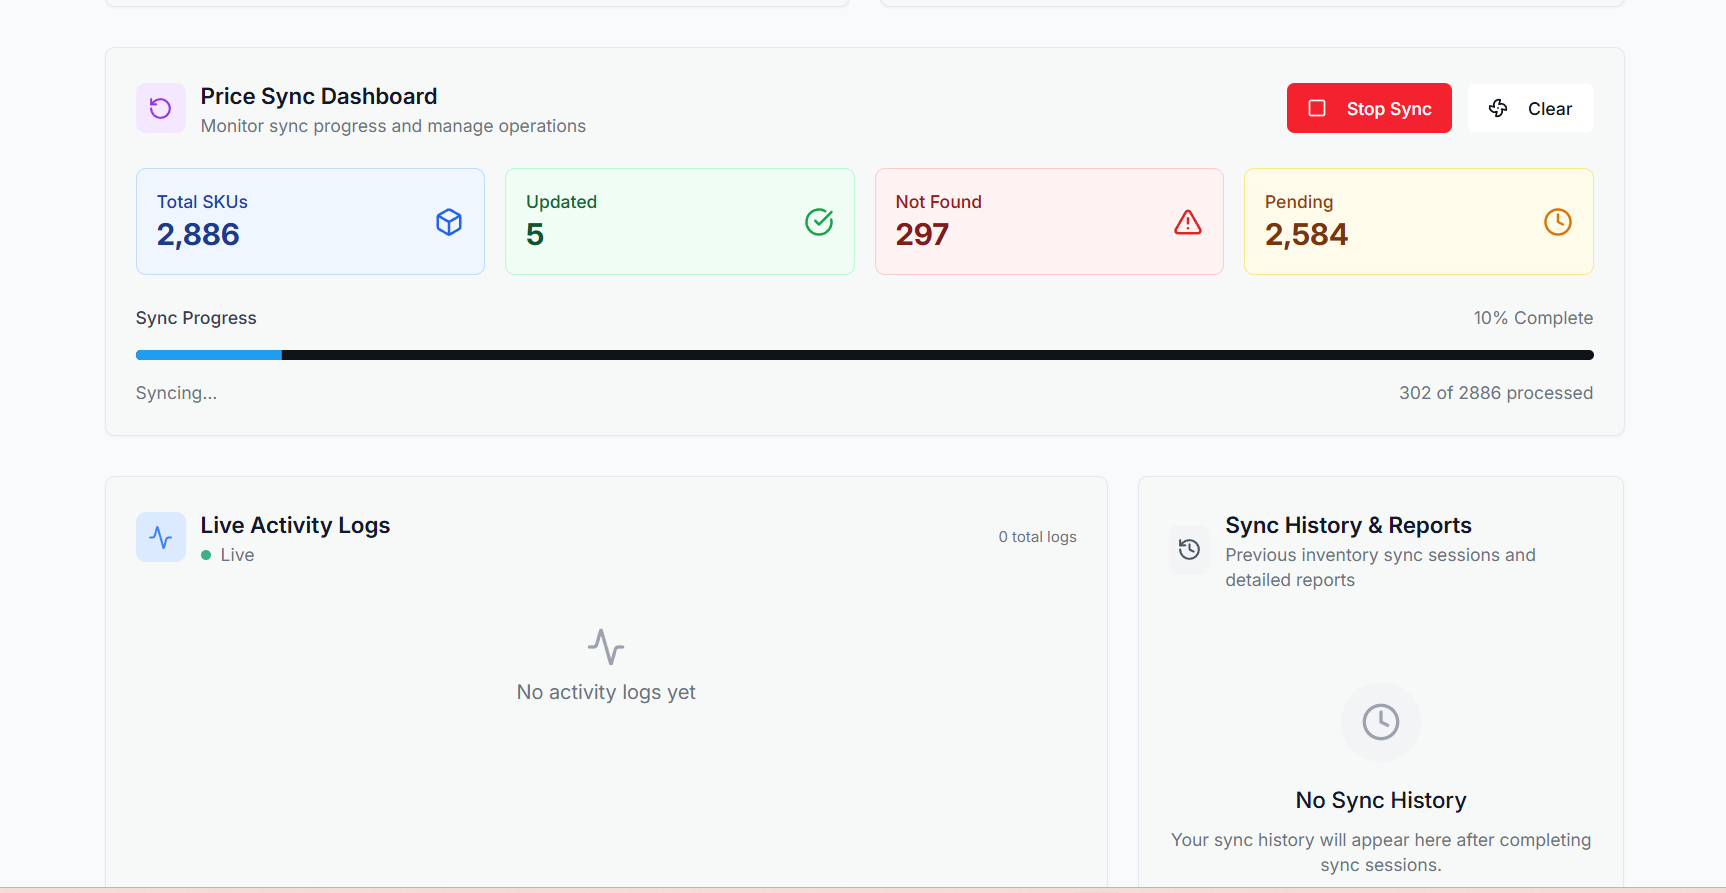 Price Sync Dashboard
Monitor sync progress and manage operations
Stop Sync
Clear
Total SKUs
2,886
Updated
5
Not Found
297
Pending
2,584
Sync Progress
10% Complete
Syncing...
302 of 2886 processed
Live Activity Logs
Live
0 total logs
No activity logs yet
Sync History & Reports
Previous inventory sync sessions and
detailed reports
No Sync History
Your sync history will appear here after completing
sync sessions.